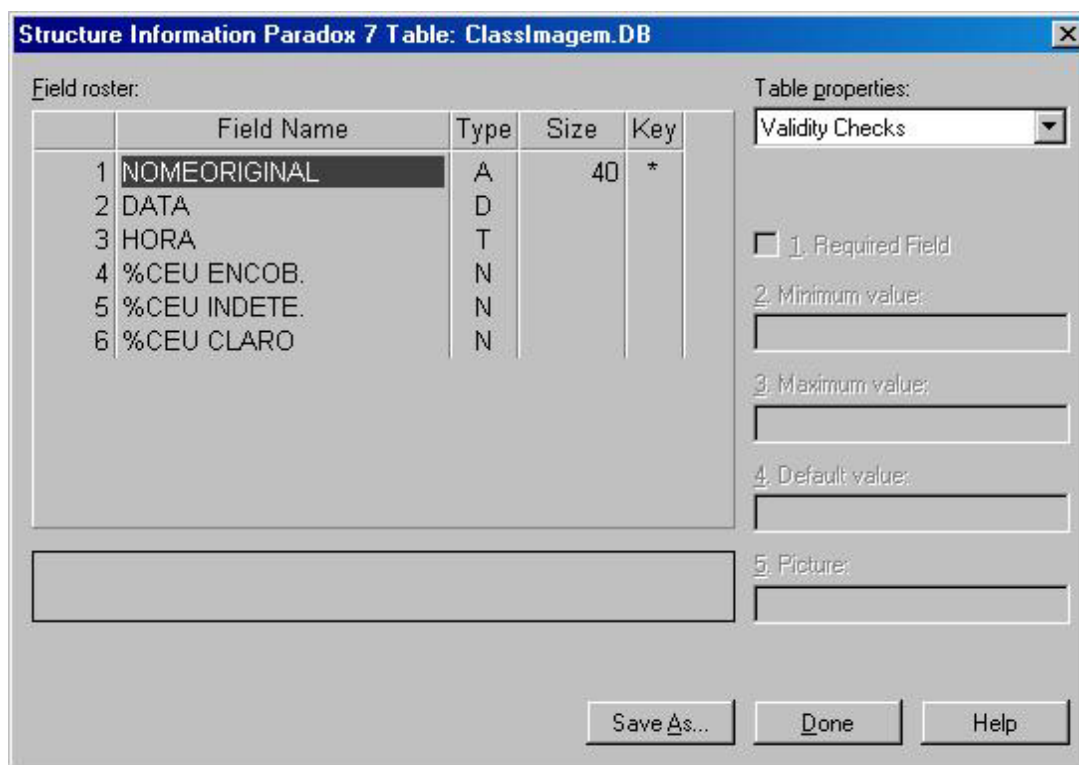 Structure Information Paradox 7 Table: ClassImagem.DB
Field roster:
Field Name Type Size Key
1 NOMEORIGINAL A 40 *
2 DATA D
3 HORA T
4 %CEU ENCOB. N
5 %CEU INDETE. N
6 %CEU CLARO N
Table properties:
Validity Checks
1. Required Field
2. Minimum value:
3. Maximum value:
4. Default value:
5. Picture:
Save As...
Done
Help